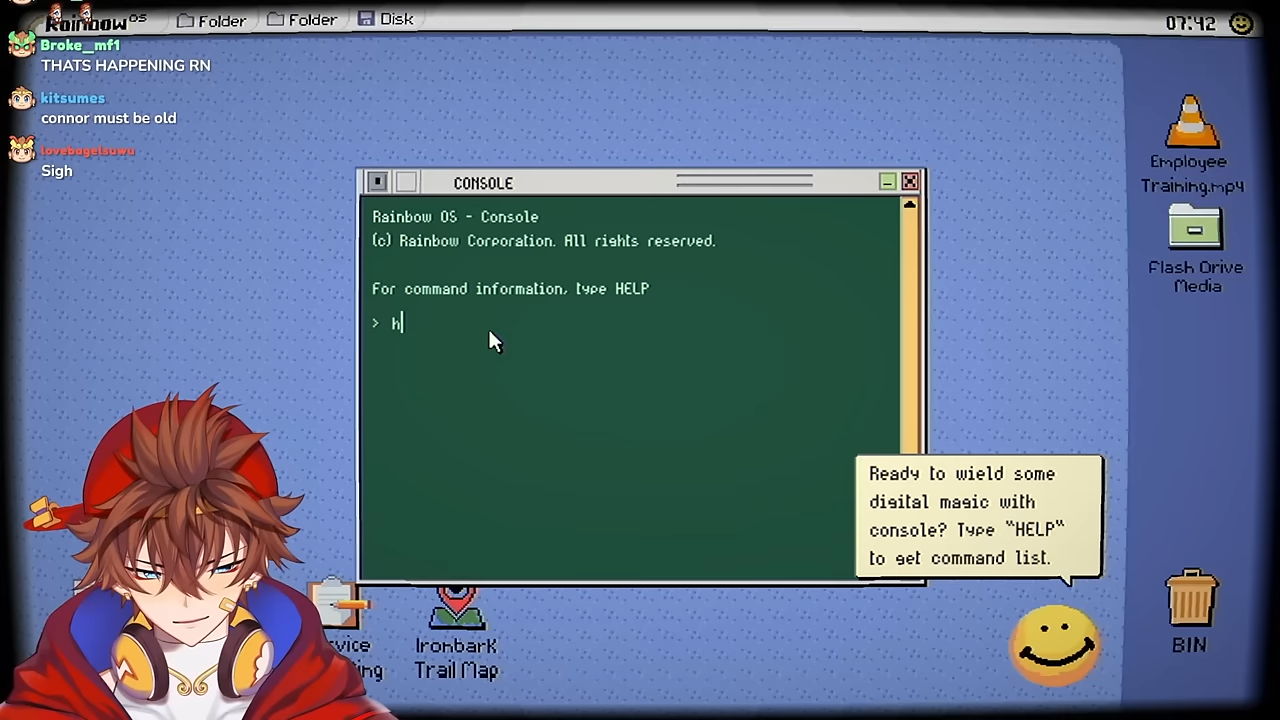 Rainbow OS
Folder
Folder
Disk
07:42
Broke_mf1
THATS HAPPENING RN
kitsumes
connor must be old
lovebagelsuwu
Sigh
CONSOLE
Rainbow OS - Console
(c) Rainbow Corporation. All rights reserved.
For command information, type HELP
> h
Ready to wield some
digital magic with
console? Type "HELP"
to get command list.
Employee
Training.mp4
Flash Drive
Media
Ironbark
Trail Map
BIN